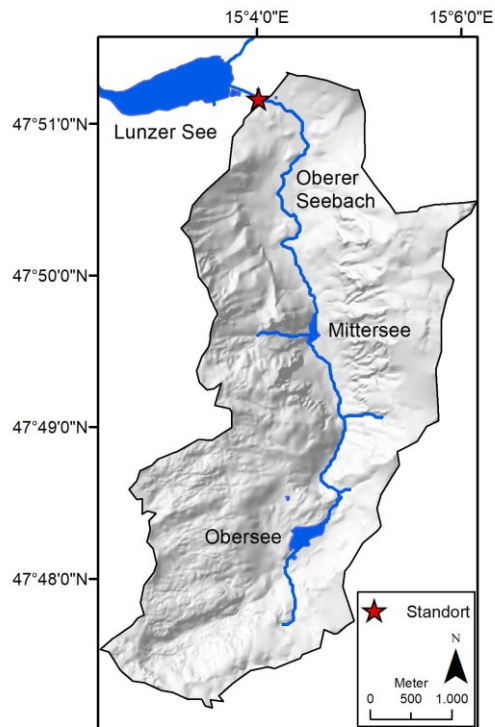 15°4'0"E
15°6'0"E
47°51'0"N
Lunzer See
Oberer
Seebach
47°50'0"N
Mittersee
47°49'0"N
Obersee
47°48'0"N
Standort
N
Meter
0 500 1.000